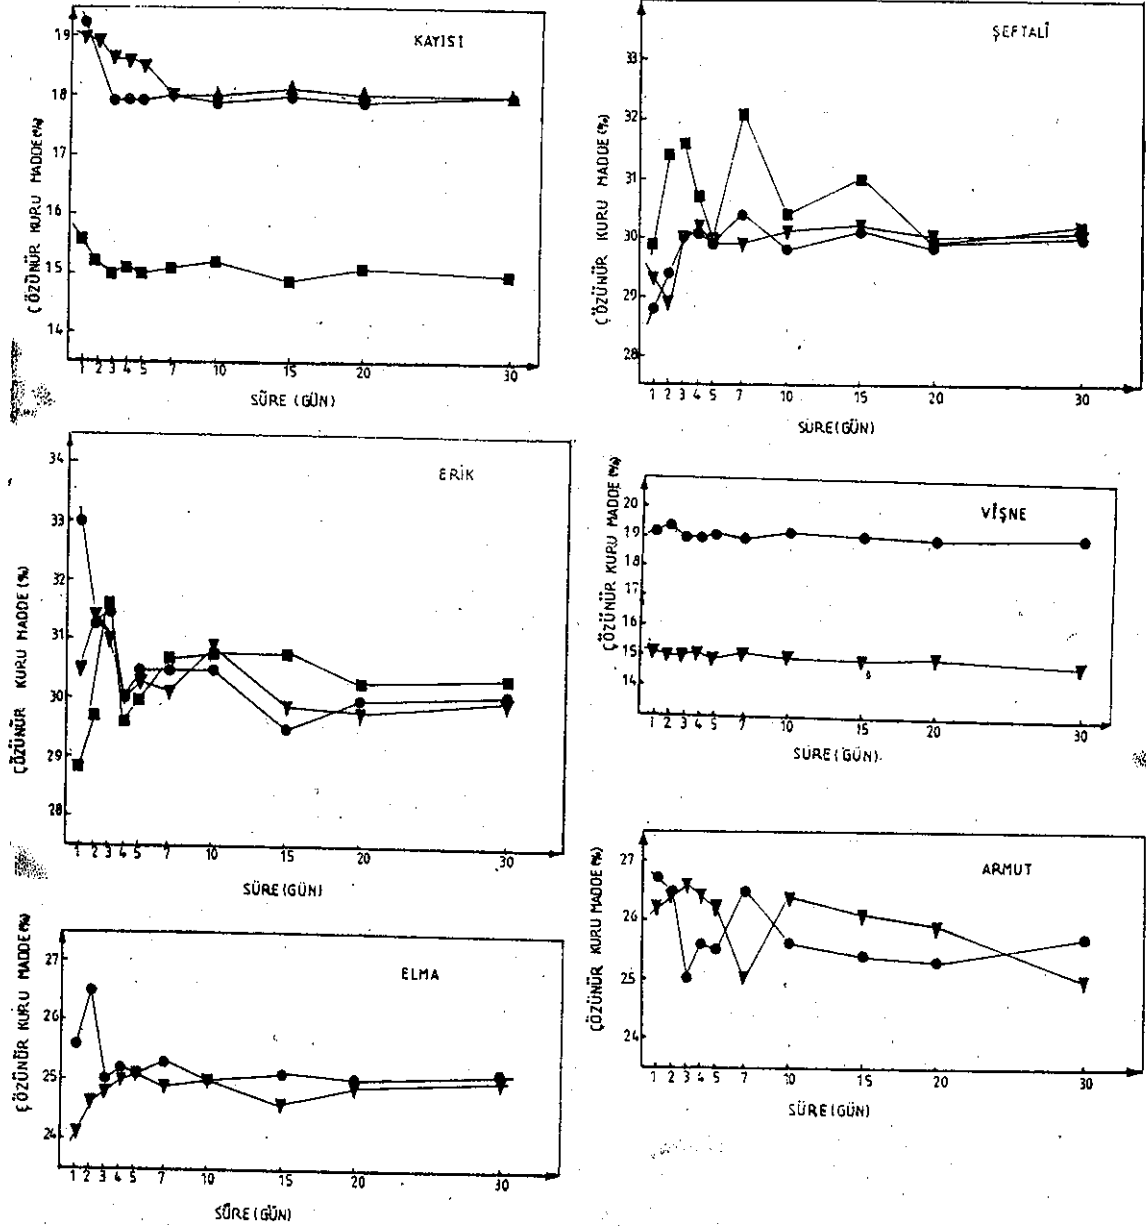 KAYISI
ÇÖZÜNÜR KURU MADDE (%)
19
18
17
16
15
14
1 2 3 4 5 7 10 15 20 30
SÜRE (GÜN)
ŞEFTALİ
ÇÖZÜNÜR KURU MADDE (%)
33
32
31
30
29
28
1 2 3 4 5 7 10 15 20 30
SÜRE (GÜN)
ERİK
ÇÖZÜNÜR KURU MADDE (%)
34
33
32
31
30
29
28
1 2 3 4 5 7 10 15 20 30
SÜRE (GÜN)
VİŞNE
ÇÖZÜNÜR KURU MADDE (%)
20
19
18
17
16
15
14
1 2 3 4 5 7 10 15 20 30
SÜRE (GÜN)
ELMA
ÇÖZÜNÜR KURU MADDE (%)
27
26
25
24
1 2 3 4 5 7 10 15 20 30
SÜRE (GÜN)
ARMUT
ÇÖZÜNÜR KURU MADDE (%)
27
26
25
24
1 2 3 4 5 7 10 15 20 30
SÜRE (GÜN)